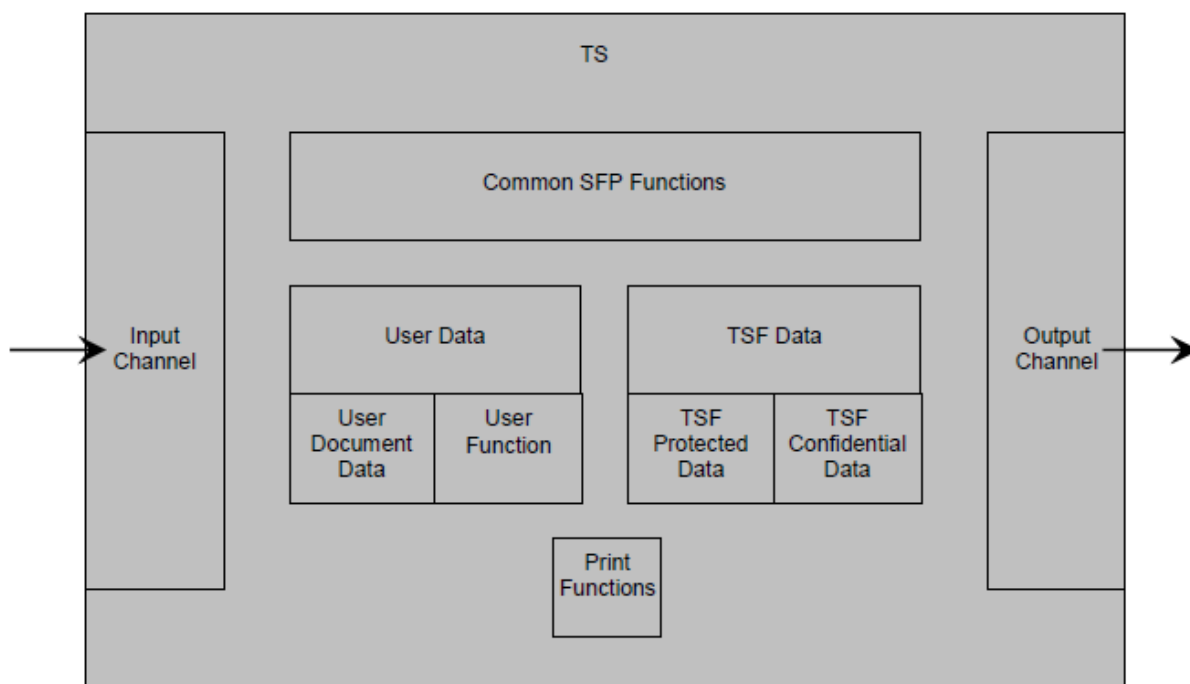 TS
Common SFP Functions
Input
Channel
User Data
TSF Data
Output
Channel
User
Document
Data
User
Function
TSF
Protected
Data
TSF
Confidential
Data
Print
Functions